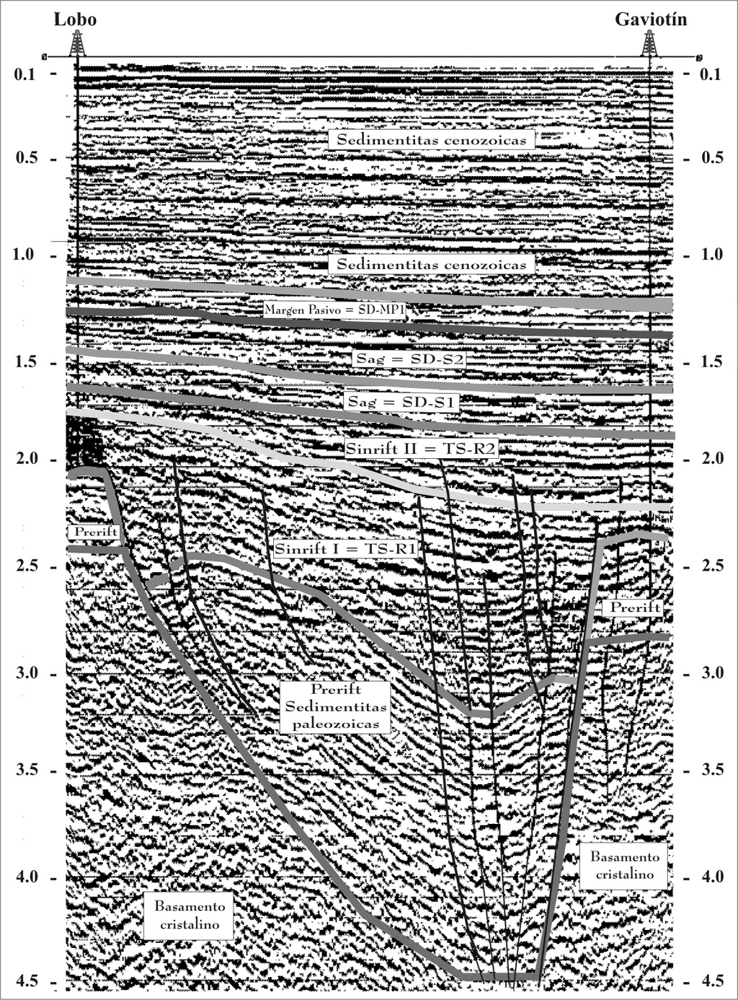 Lobo
Gaviotín
0.1
0.1
Sedimentitas cenozoicas
0.5
0.5
1.0
1.0
Sedimentitas cenozoicas
Margen Pasivo = SD-MP1
1.5
Sag = SD-S2
1.5
Sag = SD-S1
Sinrift II = TS-R2
2.0
2.0
Prerift
Sinrift I = TS-R1
2.5
2.5
Prerift
3.0
3.0
Prerift
Sedimentitas
paleozoicas
3.5
3.5
Basamento
cristalino
4.0
4.0
Basamento
cristalino
4.5
4.5